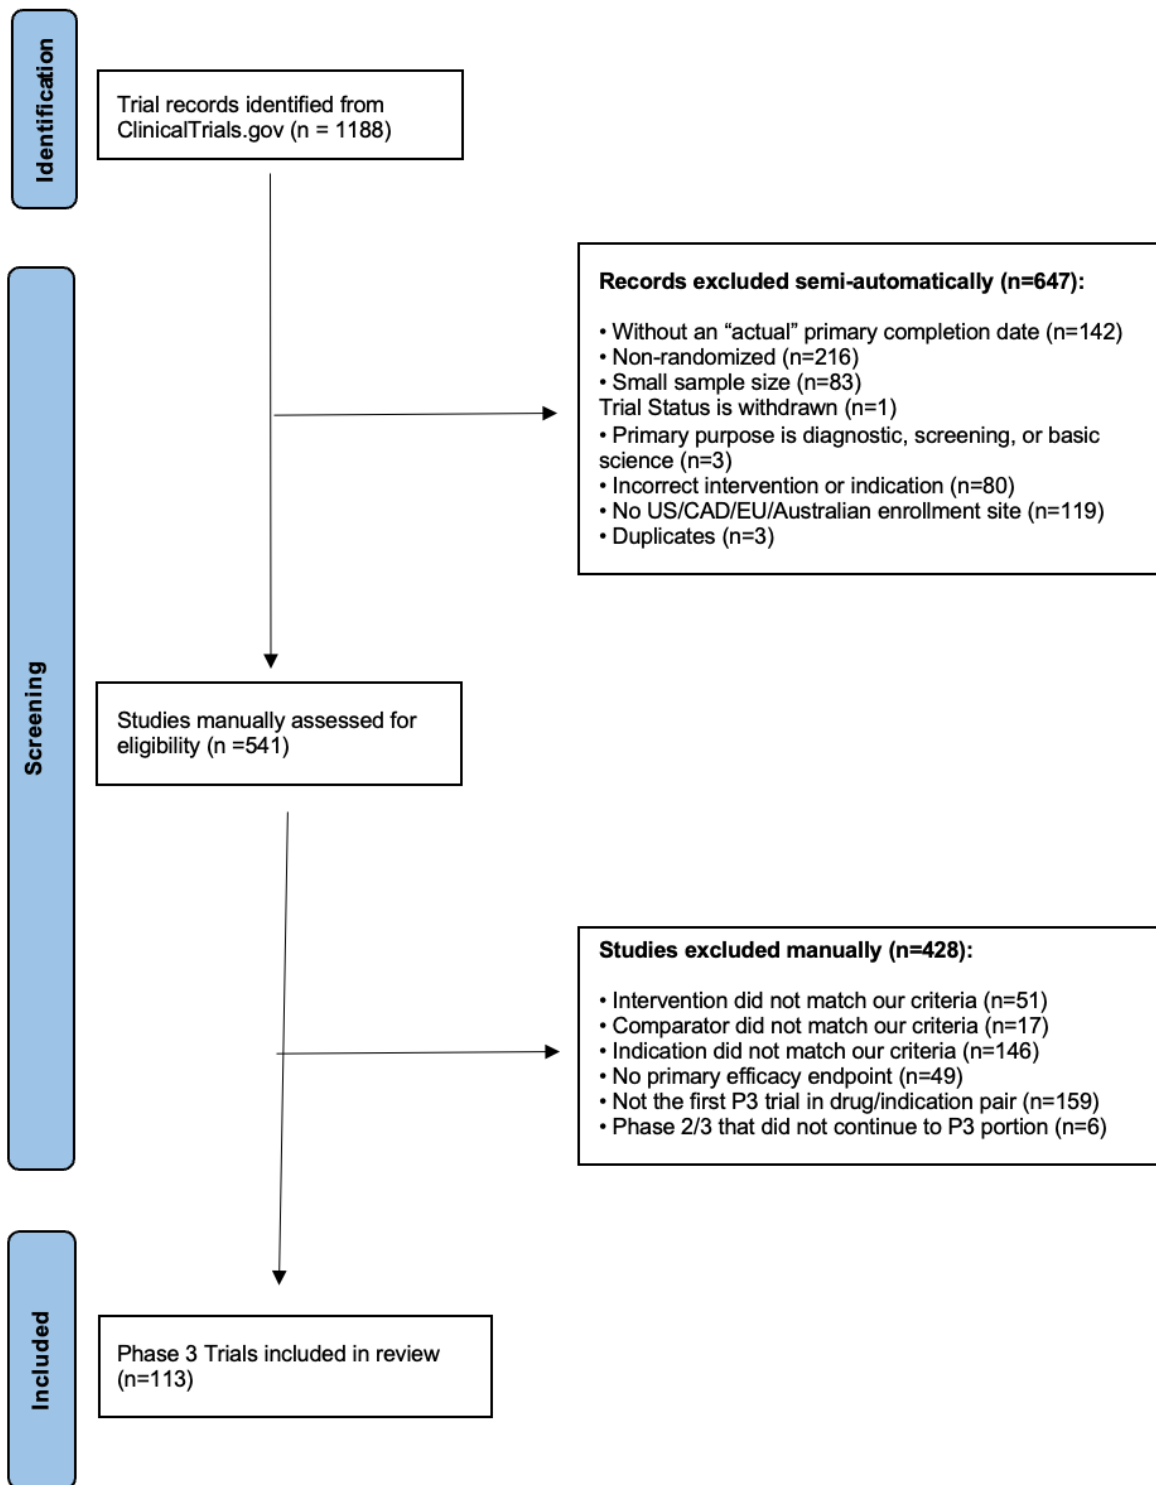 Identification
Trial records identified from
ClinicalTrials.gov (n = 1188)
Records excluded semi-automatically (n=647):
• Without an “actual” primary completion date (n=142)
• Non-randomized (n=216)
• Small sample size (n=83)
Trial Status is withdrawn (n=1)
• Primary purpose is diagnostic, screening, or basic
science (n=3)
• Incorrect intervention or indication (n=80)
• No US/CAD/EU/Australian enrollment site (n=119)
• Duplicates (n=3)
Screening
Studies manually assessed for
eligibility (n =541)
Studies excluded manually (n=428):
• Intervention did not match our criteria (n=51)
• Comparator did not match our criteria (n=17)
• Indication did not match our criteria (n=146)
• No primary efficacy endpoint (n=49)
• Not the first P3 trial in drug/indication pair (n=159)
• Phase 2/3 that did not continue to P3 portion (n=6)
Included
Phase 3 Trials included in review
(n=113)